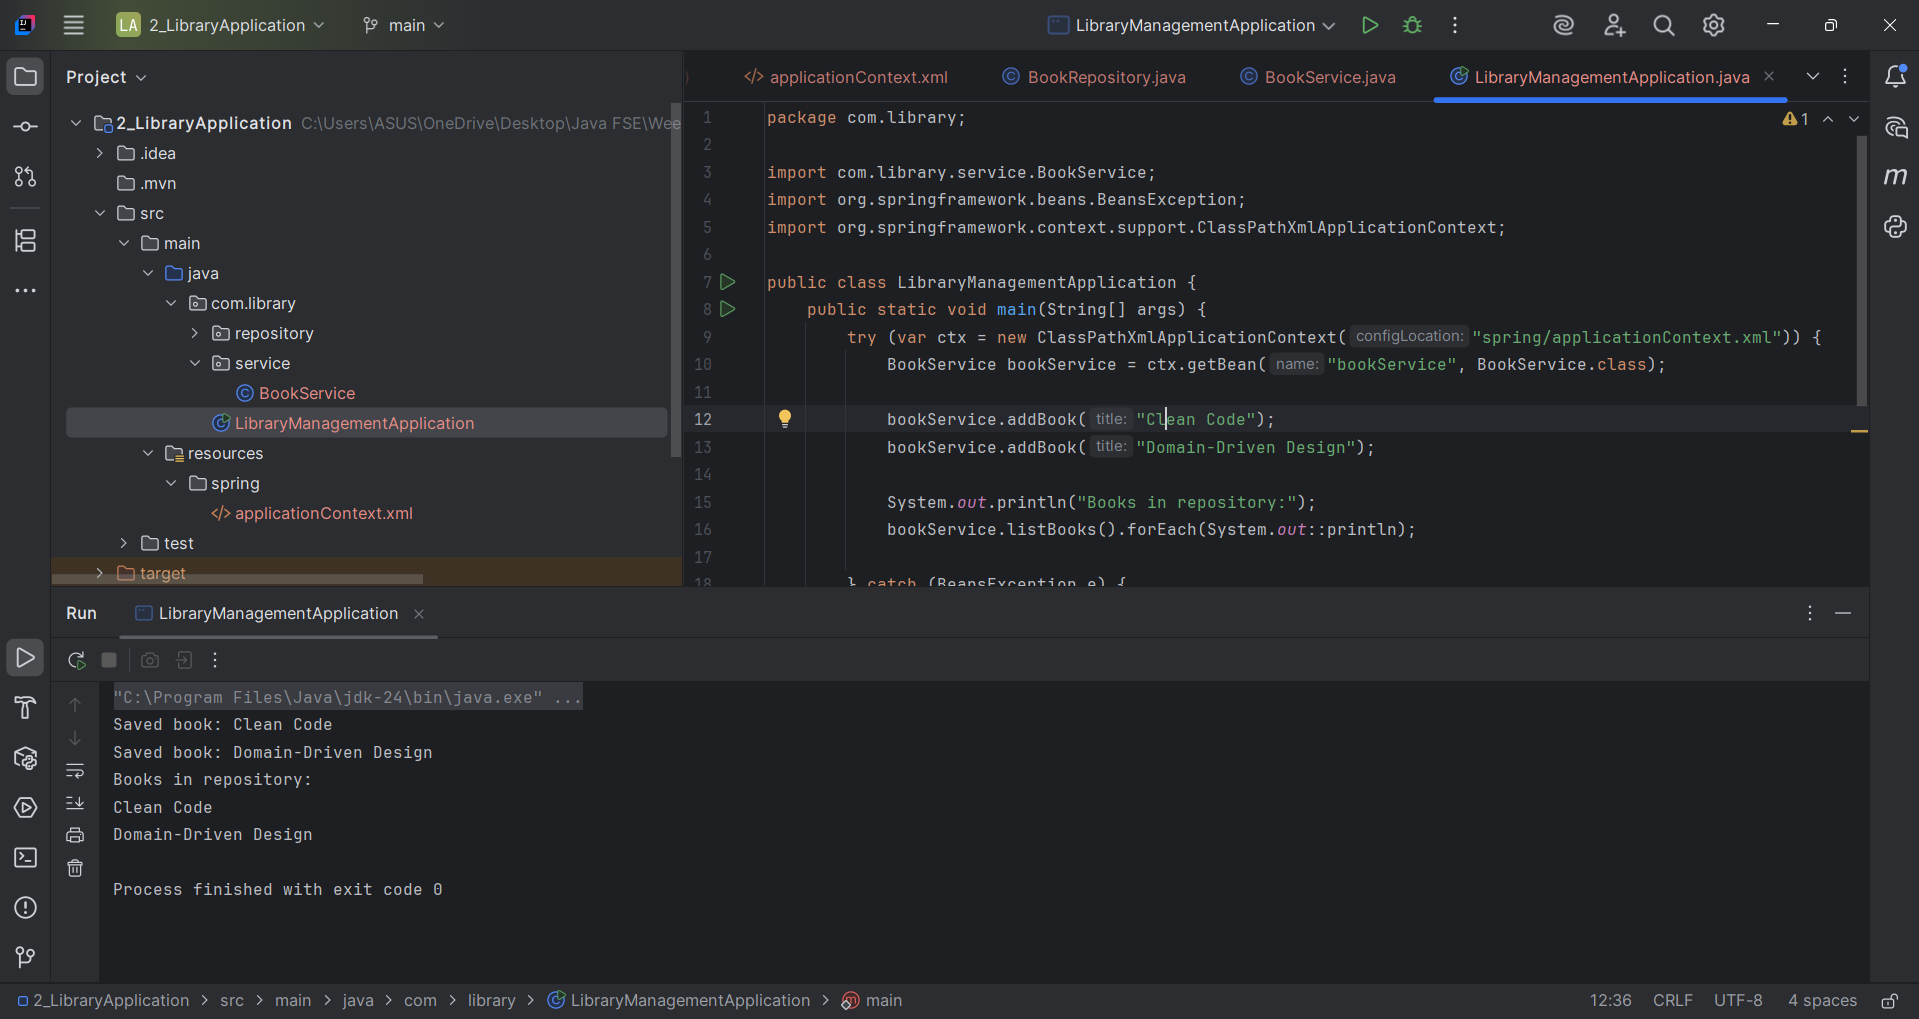 LA 2_LibraryApplication main LibraryManagementApplication
Project
2_LibraryApplication C:\Users\ASUS\OneDrive\Desktop\Java FSE\Wee
.idea
.mvn
src
main
java
com.library
repository
service
BookService
LibraryManagementApplication
resources
spring
applicationContext.xml
test
target
applicationContext.xml BookRepository.java BookService.java LibraryManagementApplication.java
1 package com.library; 1
2
3 import com.library.service.BookService;
4 import org.springframework.beans.BeansException;
5 import org.springframework.context.support.ClassPathXmlApplicationContext;
6
7 public class LibraryManagementApplication {
8 public static void main(String[] args) {
9 try (var ctx = new ClassPathXmlApplicationContext( configLocation: "spring/applicationContext.xml")) {
10 BookService bookService = ctx.getBean( name: "bookService", BookService.class);
11
12 bookService.addBook( title: "Clean Code");
13 bookService.addBook( title: "Domain-Driven Design");
14
15 System.out.println("Books in repository:");
16 bookService.listBooks().forEach(System.out::println);
17
18 } catch (BeansException e) {
Run LibraryManagementApplication
"C:\Program Files\Java\jdk-24\bin\java.exe" ...
Saved book: Clean Code
Saved book: Domain-Driven Design
Books in repository:
Clean Code
Domain-Driven Design
Process finished with exit code 0
2_LibraryApplication > src > main > java > com > library > LibraryManagementApplication > main 12:36 CRLF UTF-8 4 spaces